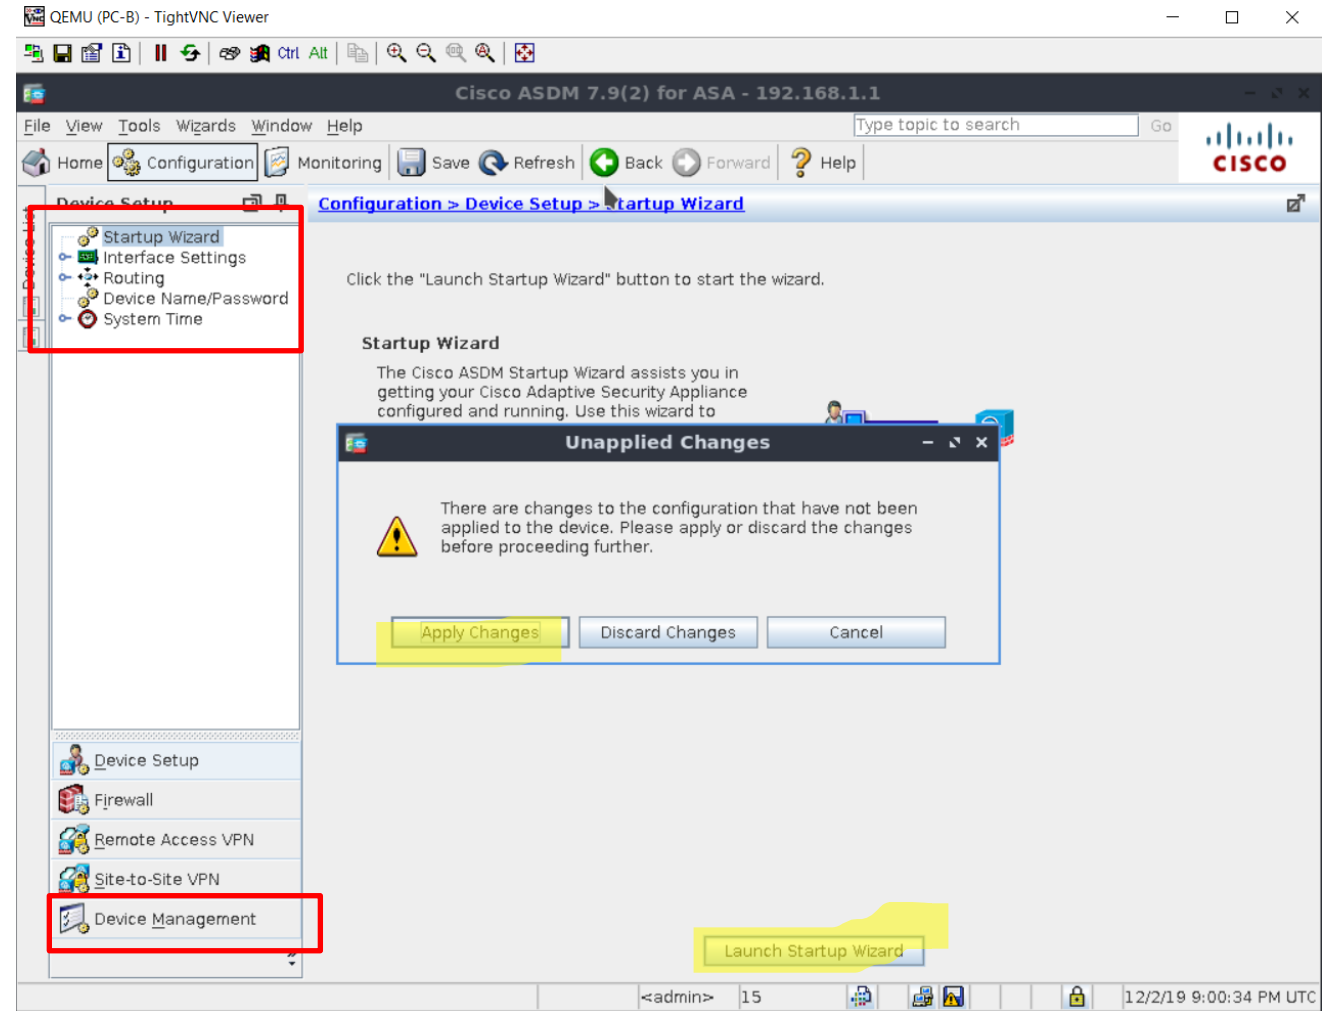 QEMU (PC-B) - TightVNC Viewer
Ctrl Alt
Cisco ASDM 7.9(2) for ASA - 192.168.1.1
File View Tools Wizards Window Help Type topic to search Go
Home Configuration Monitoring Save Refresh Back Forward Help
CISCO
Device List
Device Setup
Configuration > Device Setup > Startup Wizard
Startup Wizard
Interface Settings
Routing
Device Name/Password
System Time
Click the "Launch Startup Wizard" button to start the wizard.
Startup Wizard
The Cisco ASDM Startup Wizard assists you in
getting your Cisco Adaptive Security Appliance
configured and running. Use this wizard to
Unapplied Changes
There are changes to the configuration that have not been
applied to the device. Please apply or discard the changes
before proceeding further.
Apply Changes Discard Changes Cancel
Device Setup
Firewall
Remote Access VPN
Site-to-Site VPN
Device Management
Launch Startup Wizard
<admin> 15 12/2/19 9:00:34 PM UTC